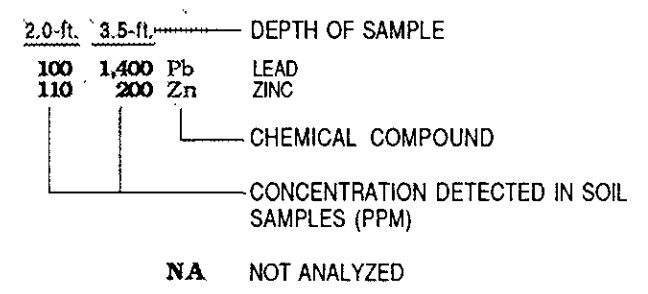 2.0-ft. 3.5-ft. DEPTH OF SAMPLE
100 1,400 Pb LEAD
110 200 Zn ZINC
CHEMICAL COMPOUND
CONCENTRATION DETECTED IN SOIL
SAMPLES (PPM)
NA NOT ANALYZED